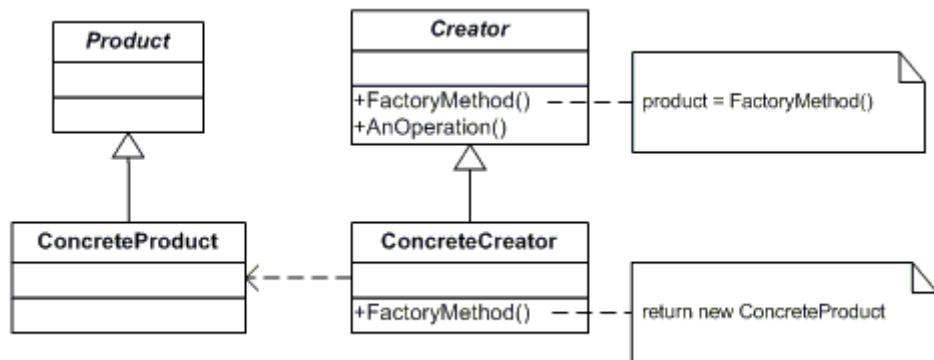 Product
Creator
+FactoryMethod()
+AnOperation()
product = FactoryMethod()
ConcreteProduct
ConcreteCreator
+FactoryMethod()
return new ConcreteProduct